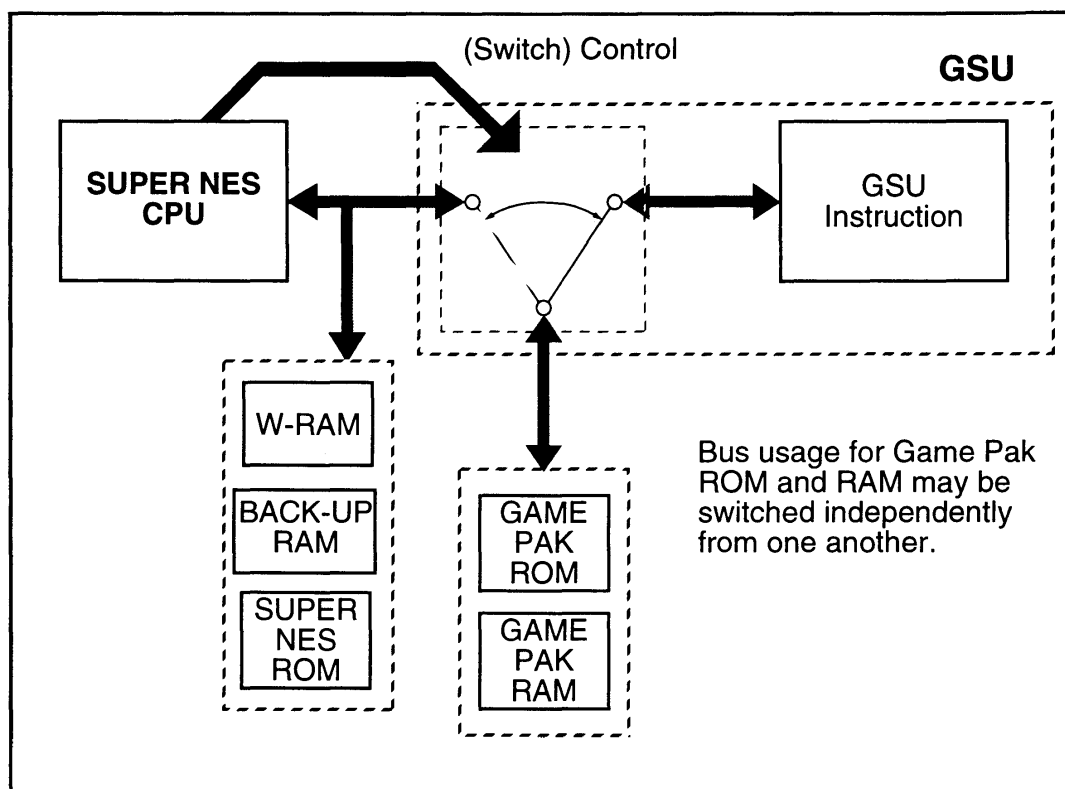 (Switch) Control
GSU
SUPER NES
CPU
GSU
Instruction
W-RAM
BACK-UP
RAM
SUPER
NES
ROM
GAME
PAK
ROM
GAME
PAK
RAM
Bus usage for Game Pak
ROM and RAM may be
switched independently
from one another.